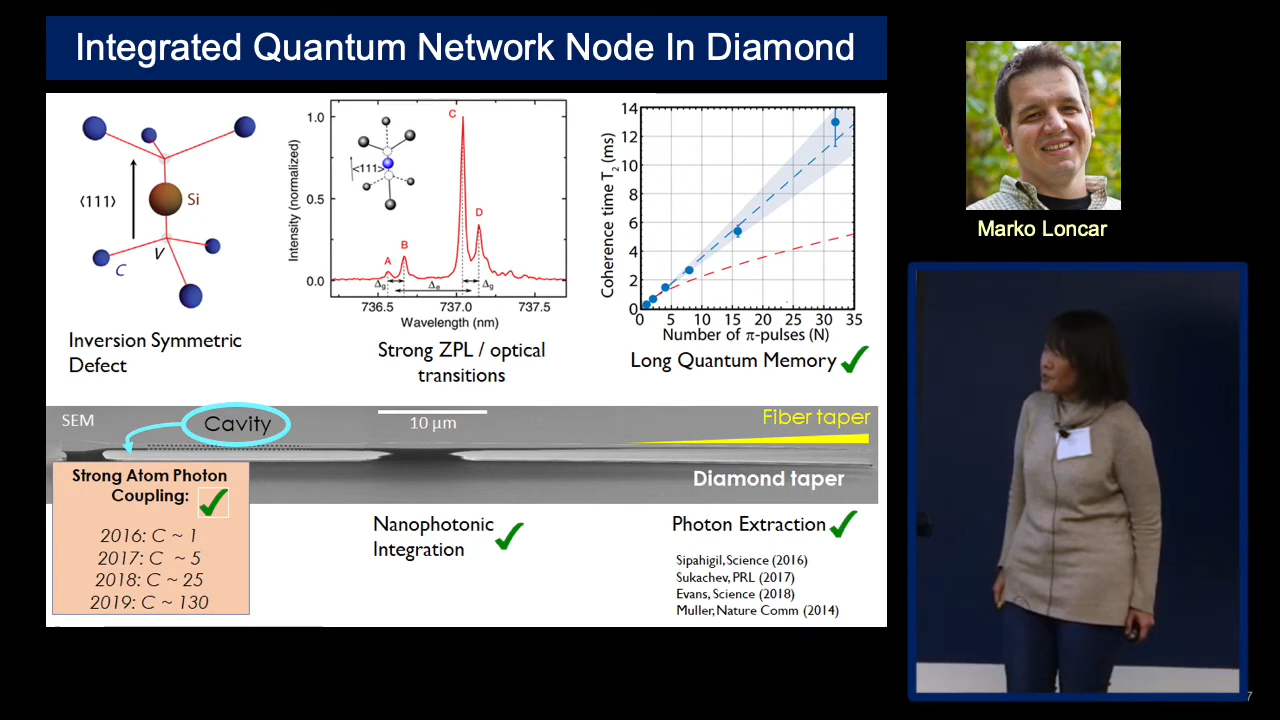 Integrated Quantum Network Node In Diamond
Marko Loncar
⟨111⟩
Si
V
C
Inversion Symmetric
Defect
Intensity (normalized)
1.0
0.5
0.0
<111>
A
B
C
D
Δg
Δe
Δg
736.5
737.0
737.5
Wavelength (nm)
Strong ZPL / optical
transitions
Coherence time T2 (ms)
14
12
10
8
6
4
2
0
0 5 10 15 20 25 30 35
Number of π-pulses (N)
Long Quantum Memory
SEM
Cavity
10 μm
Fiber taper
Diamond taper
Strong Atom Photon
Coupling:
2016: C ~ 1
2017: C ~ 5
2018: C ~ 25
2019: C ~ 130
Nanophotonic
Integration
Photon Extraction
Sipahigil, Science (2016)
Sukachev, PRL (2017)
Evans, Science (2018)
Muller, Nature Comm (2014)
7